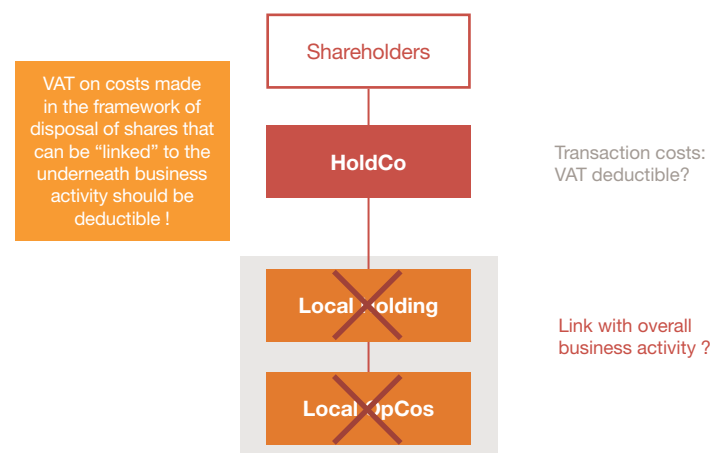 Shareholders
VAT on costs made
in the framework of
disposal of shares that
can be “linked” to the
underneath business
activity should be
deductible !
HoldCo
Transaction costs:
VAT deductible?
Local Holding
Link with overall
business activity ?
Local OpCos